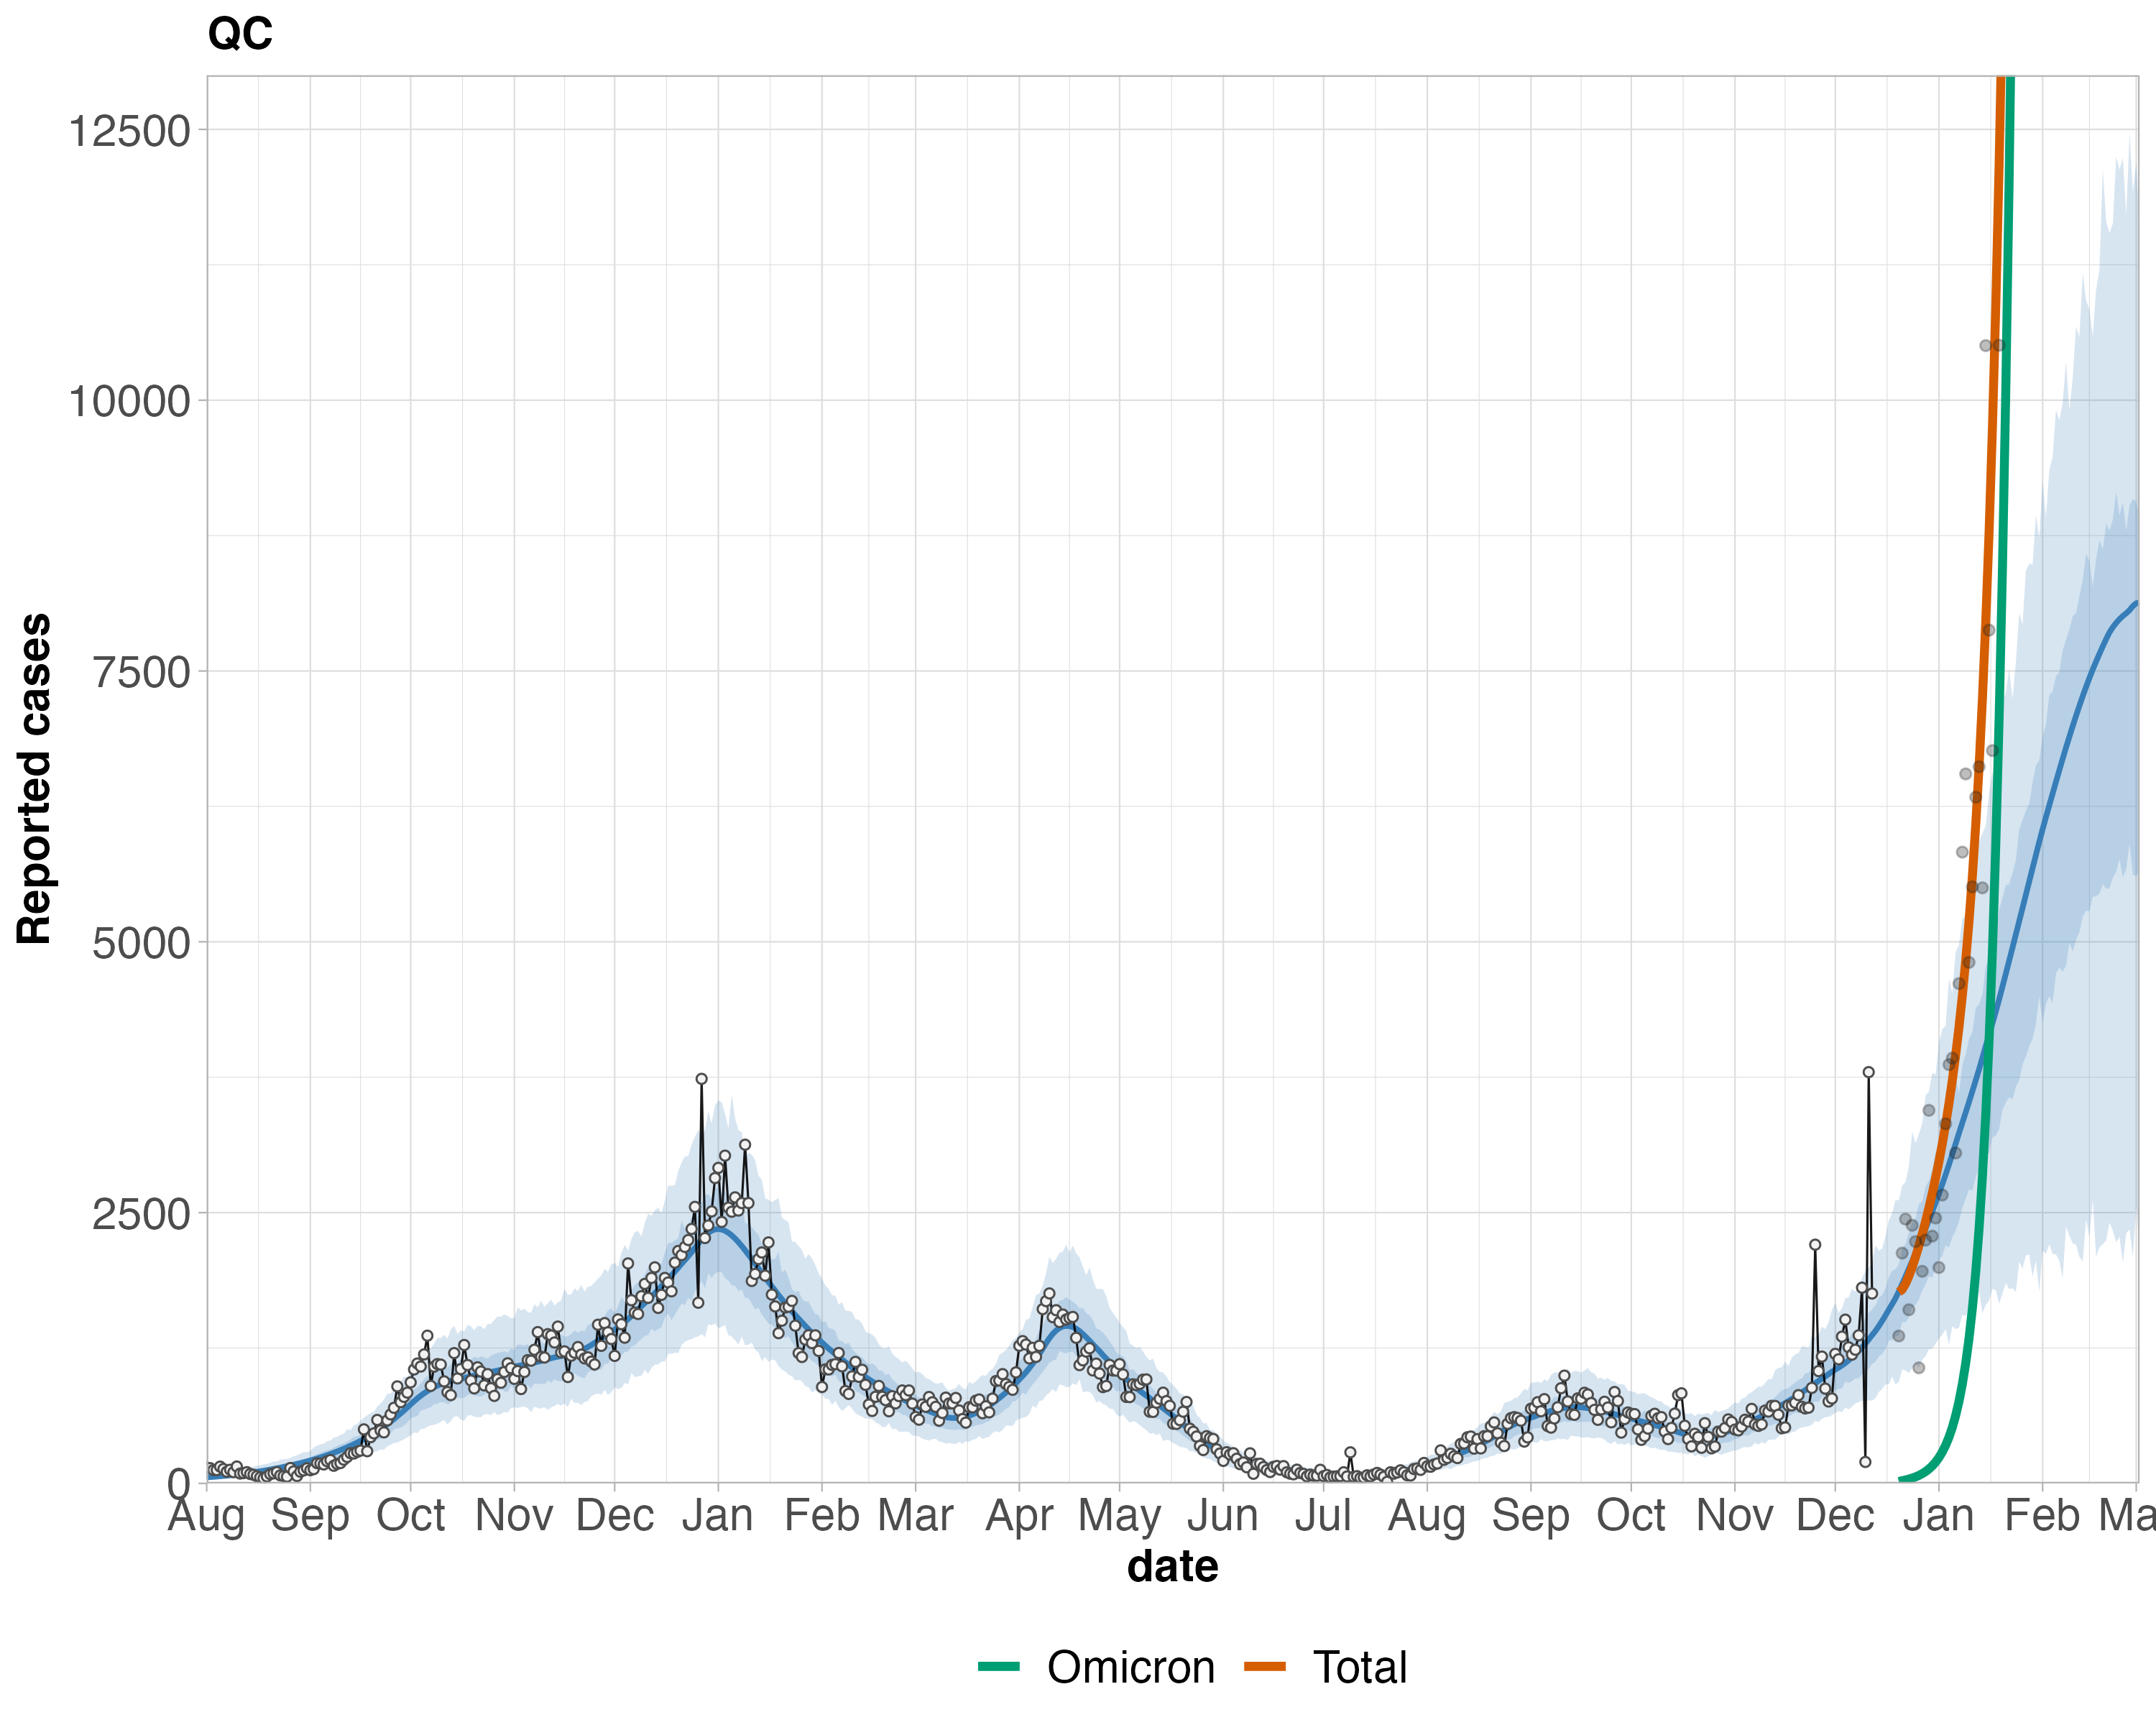 QC
12500
10000
7500
5000
2500
0
Reported cases
Aug Sep Oct Nov Dec Jan Feb Mar Apr May Jun Jul Aug Sep Oct Nov Dec Jan Feb Ma
date
Omicron Total